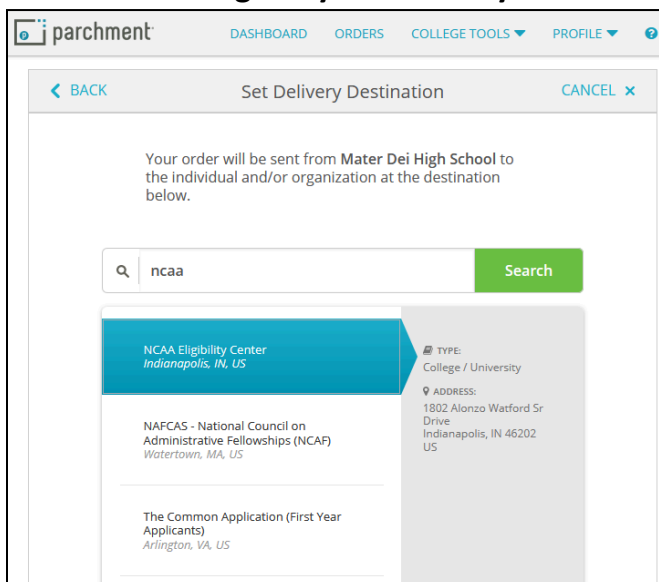 parchment DASHBOARD ORDERS COLLEGE TOOLS PROFILE ?
BACK Set Delivery Destination CANCEL ×
Your order will be sent from Mater Dei High School to
the individual and/or organization at the destination
below.
ncaa Search
NCAA Eligibility Center
Indianapolis, IN, US
NAFCAS - National Council on
Administrative Fellowships (NCAF)
Watertown, MA, US
The Common Application (First Year
Applicants)
Arlington, VA, US
TYPE:
College / University
ADDRESS:
1802 Alonzo Watford Sr
Drive
Indianapolis, IN 46202
US